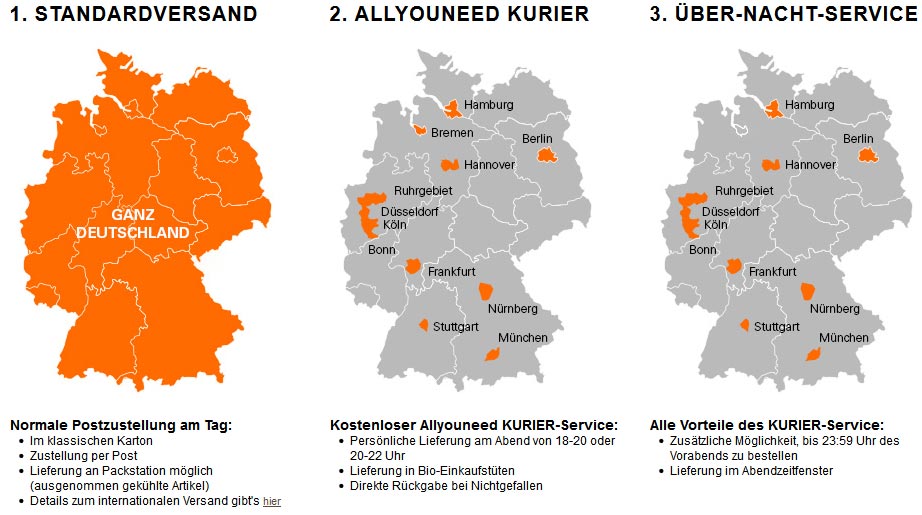 1. STANDARDVERSAND
GANZ
DEUTSCHLAND
Normale Postzustellung am Tag:
• Im klassischen Karton
• Zustellung per Post
• Lieferung an Packstation möglich
(ausgenommen gekühlte Artikel)
• Details zum internationalen Versand gibt's hier
2. ALLYOUNEED KURIER
Hamburg
Bremen
Berlin
Hannover
Ruhrgebiet
Düsseldorf
Köln
Bonn
Frankfurt
Nürnberg
Stuttgart
München
Kostenloser Allyouneed KURIER-Service:
• Persönliche Lieferung am Abend von 18-20 oder
20-22 Uhr
• Lieferung in Bio-Einkaufstüten
• Direkte Rückgabe bei Nichtgefallen
3. ÜBER-NACHT-SERVICE
Hamburg
Berlin
Hannover
Ruhrgebiet
Düsseldorf
Köln
Bonn
Frankfurt
Nürnberg
Stuttgart
München
Alle Vorteile des KURIER-Service:
• Zusätzliche Möglichkeit, bis 23:59 Uhr des
Vorabends zu bestellen
• Lieferung im Abendzeitfenster